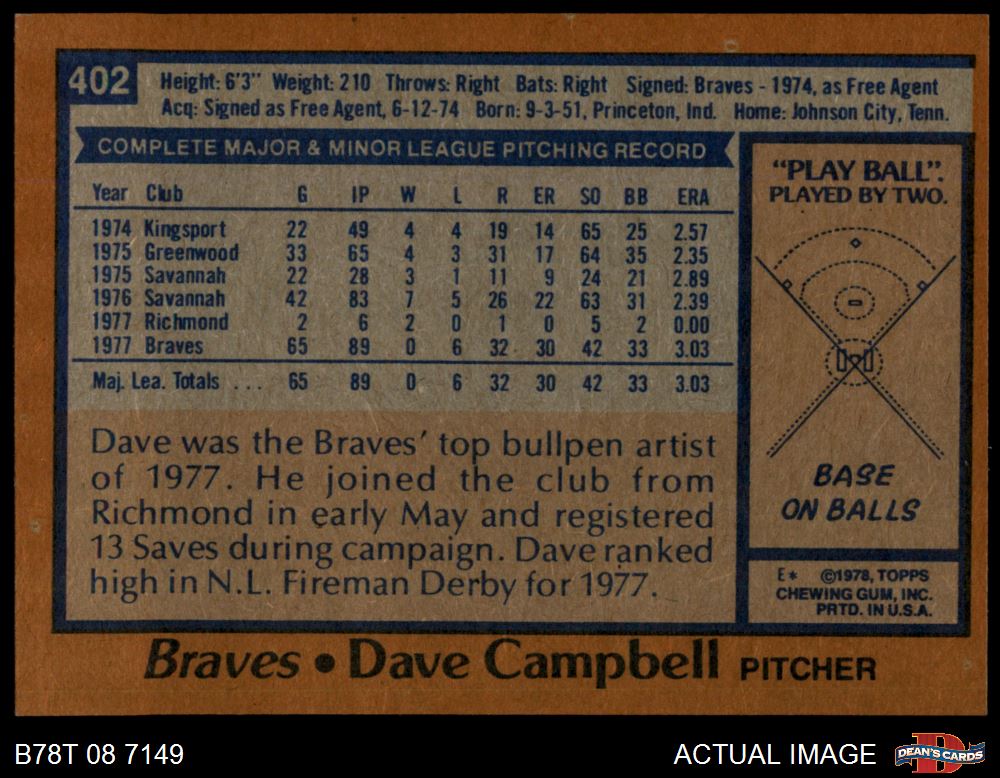 402
Height: 6'3" Weight: 210 Throws: Right Bats: Right Signed: Braves - 1974, as Free Agent
Acq: Signed as Free Agent, 6-12-74 Born: 9-3-51, Princeton, Ind. Home: Johnson City, Tenn.
COMPLETE MAJOR & MINOR LEAGUE PITCHING RECORD
Year Club G IP W L R ER SO BB ERA
1974 Kingsport 22 49 4 4 19 14 65 25 2.57
1975 Greenwood 33 65 4 3 31 17 64 35 2.35
1975 Savannah 22 28 3 1 11 9 24 21 2.89
1976 Savannah 42 83 7 5 26 22 63 31 2.39
1977 Richmond 2 6 2 0 1 0 5 2 0.00
1977 Braves 65 89 0 6 32 30 42 33 3.03
Maj. Lea. Totals ... 65 89 0 6 32 30 42 33 3.03
Dave was the Braves' top bullpen artist
of 1977. He joined the club from
Richmond in early May and registered
13 Saves during campaign. Dave ranked
high in N.L. Fireman Derby for 1977.
"PLAY BALL".
PLAYED BY TWO.
BASE
ON BALLS
E* ©1978, TOPPS
CHEWING GUM, INC.
PRTD. IN U.S.A.
Braves • Dave Campbell PITCHER
B78T 08 7149
ACTUAL IMAGE
DEAN'S CARDS